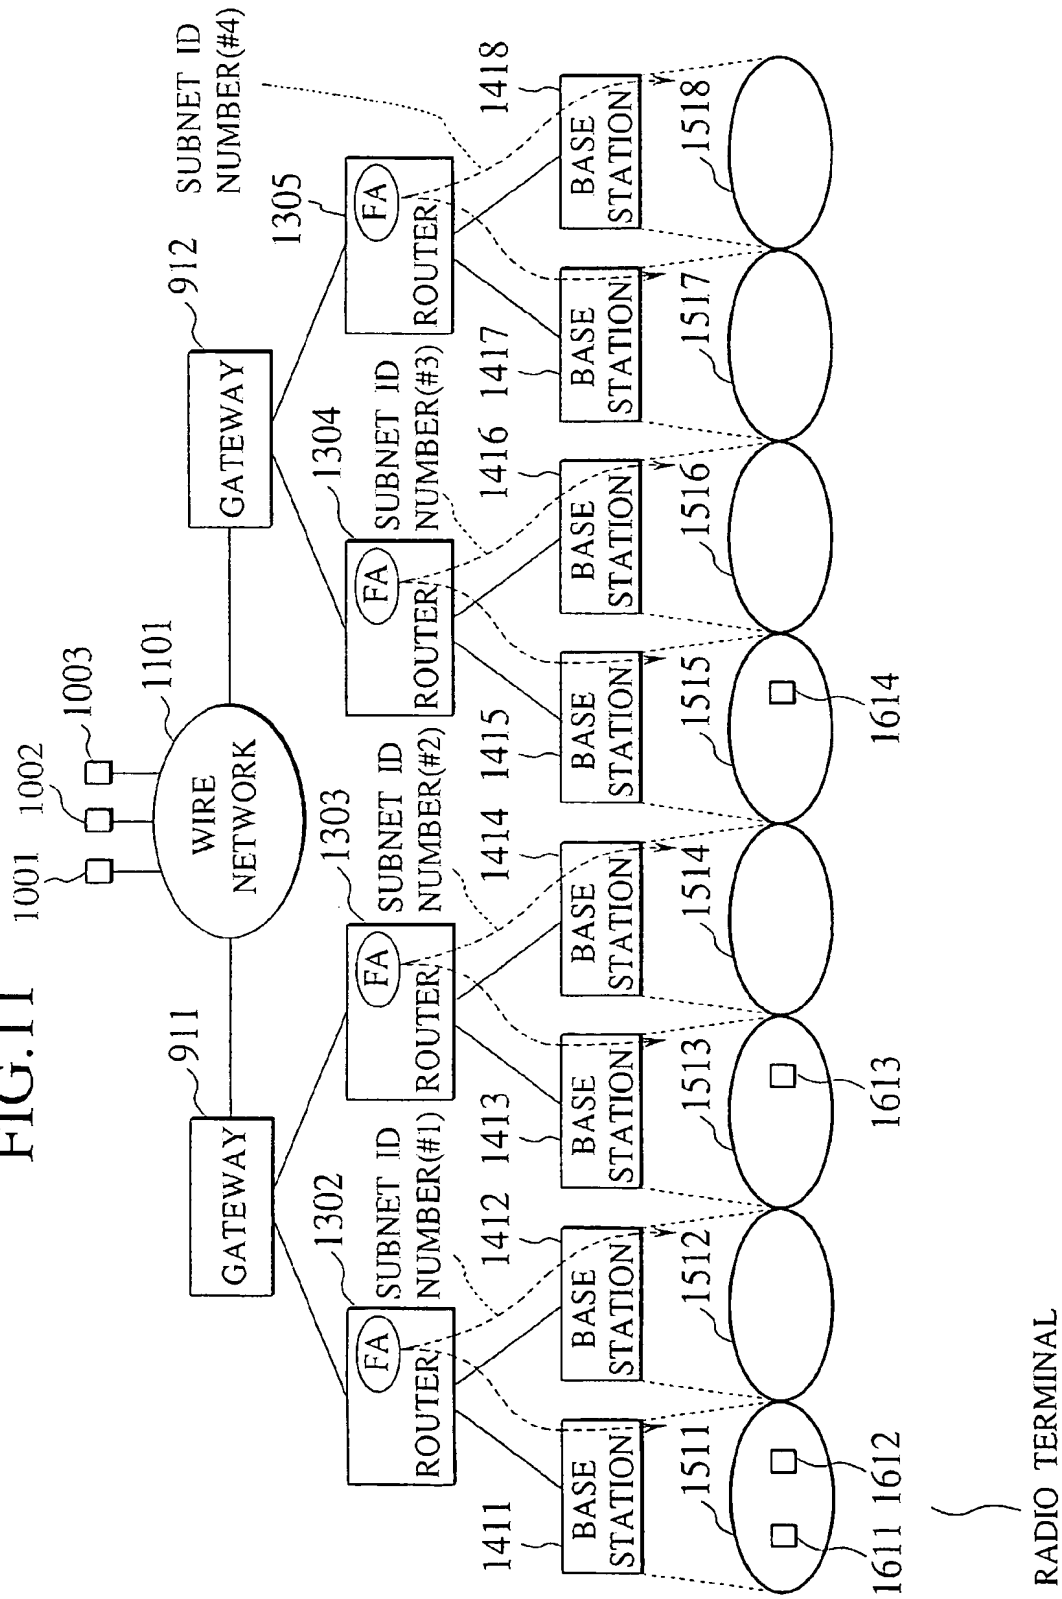 FIG.11
1001
1002
1003
1101
WIRE
NETWORK
911
GATEWAY
912
GATEWAY
1302
FA
ROUTER
SUBNET ID
NUMBER(#1)
1303
FA
ROUTER
SUBNET ID
NUMBER(#2)
1304
FA
ROUTER
SUBNET ID
NUMBER(#3)
1305
FA
ROUTER
SUBNET ID
NUMBER(#4)
1411
BASE
STATION
1412
BASE
STATION
1413
BASE
STATION
1414
BASE
STATION
1415
BASE
STATION
1416
BASE
STATION
1417
BASE
STATION
1418
BASE
STATION
1511
1512
1513
1514
1515
1516
1517
1518
1611
1612
1613
1614
RADIO TERMINAL